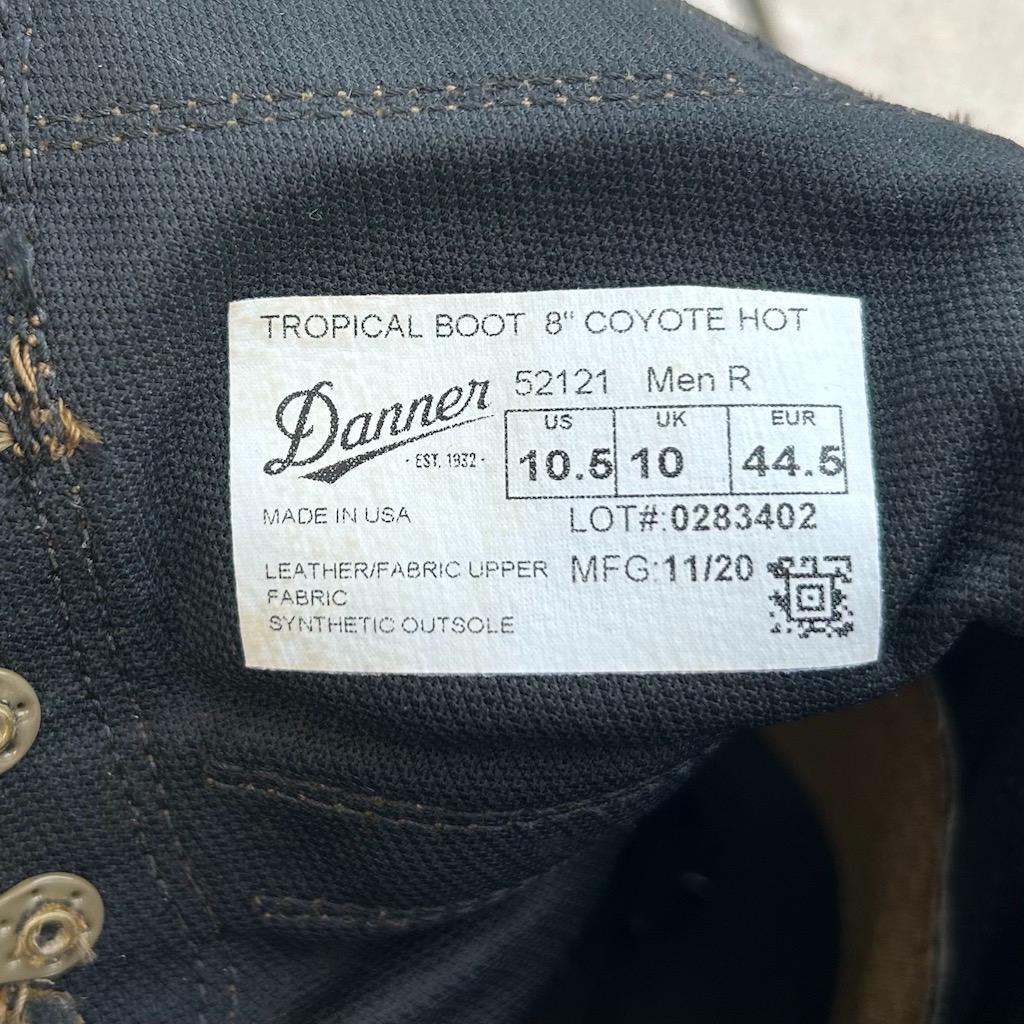 TROPICAL BOOT 8" COYOTE HOT
Danner
· EST. 1932 ·
52121 Men R
US UK EUR
10.5 10 44.5
MADE IN USA
LOT#:0283402
LEATHER/FABRIC UPPER
MFG:11/20
FABRIC
SYNTHETIC OUTSOLE